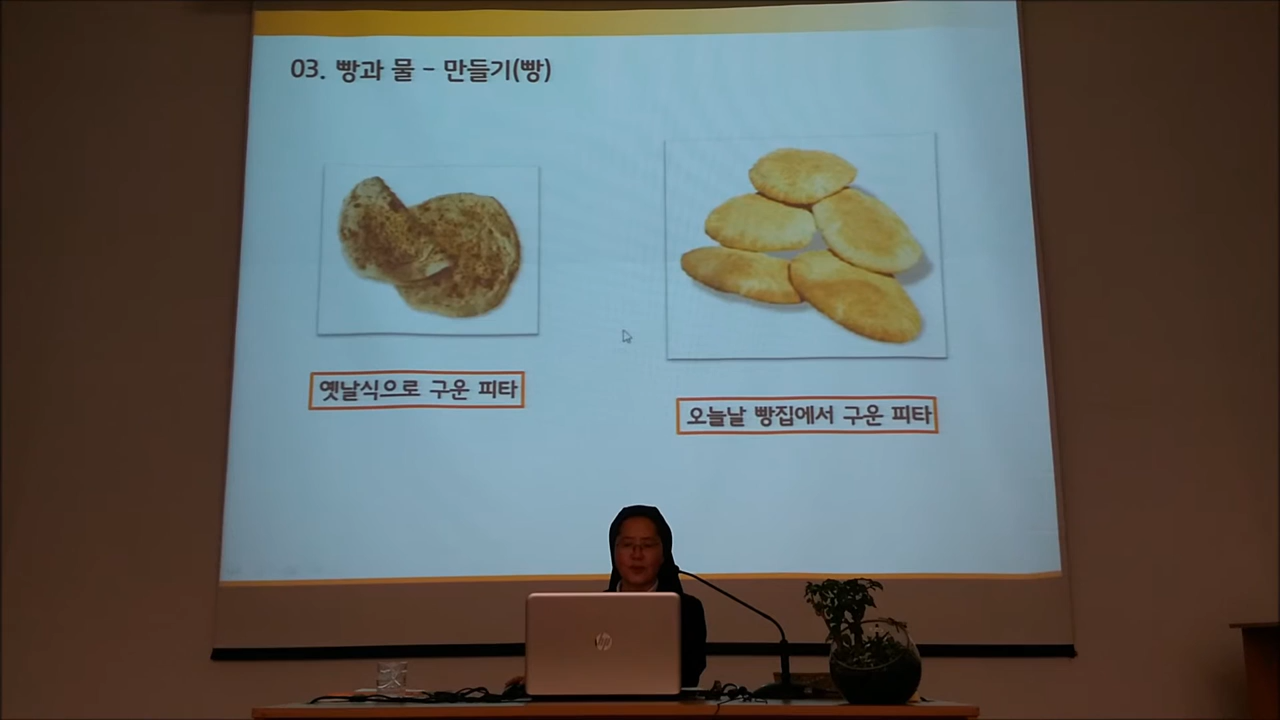 03. 빵과 물 - 만들기(빵)
옛날식으로 구운 피타
오늘날 빵집에서 구운 피타
hp